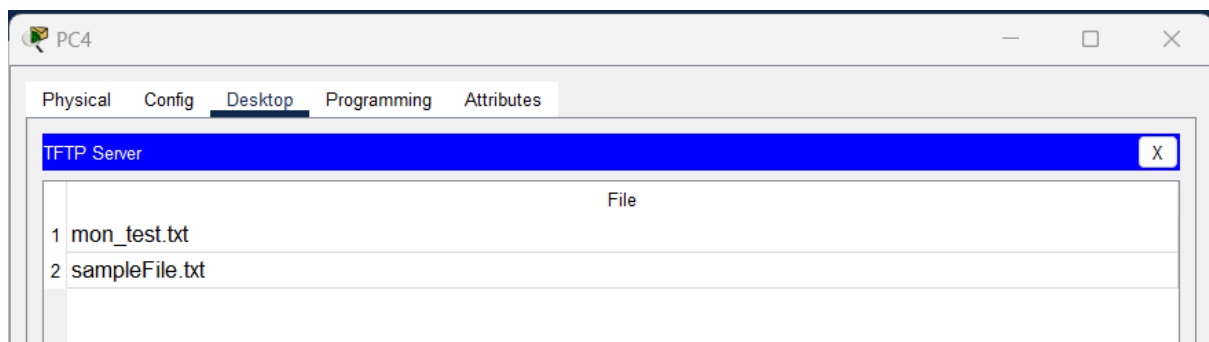 PC4
Physical Config Desktop Programming Attributes
TFTP Server X
File
1 mon_test.txt
2 sampleFile.txt